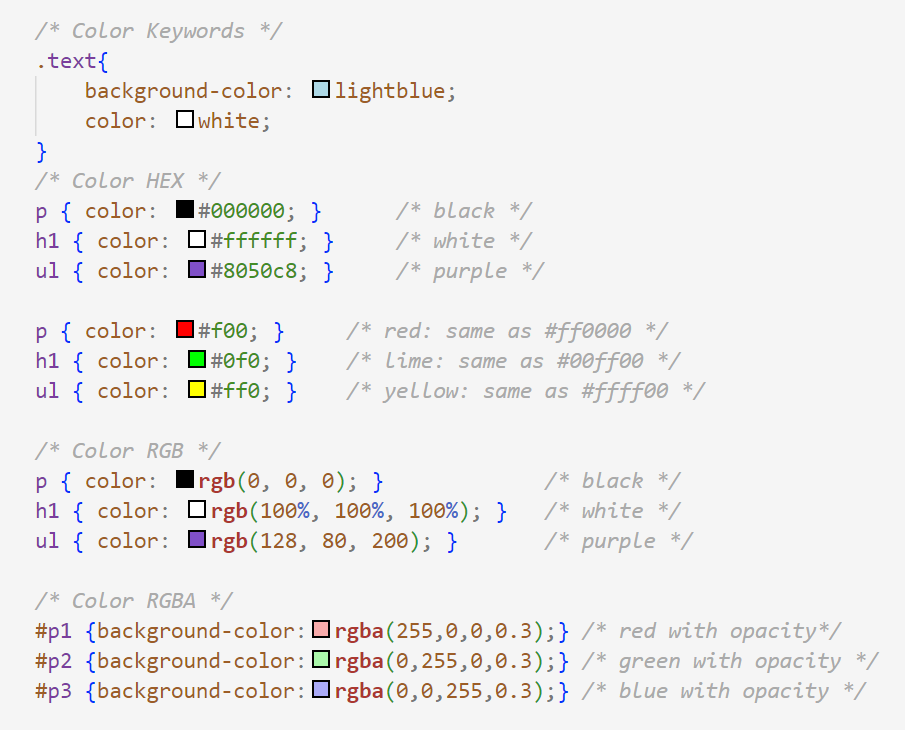 /* Color Keywords */
.text{
    background-color: lightblue;
    color: white;
}
/* Color HEX */
p { color: #000000; }      /* black */
h1 { color: #ffffff; }     /* white */
ul { color: #8050c8; }     /* purple */

p { color: #f00; }     /* red: same as #ff0000 */
h1 { color: #0f0; }    /* lime: same as #00ff00 */
ul { color: #ff0; }    /* yellow: same as #ffff00 */

/* Color RGB */
p { color: rgb(0, 0, 0); }             /* black */
h1 { color: rgb(100%, 100%, 100%); }   /* white */
ul { color: rgb(128, 80, 200); }       /* purple */

/* Color RGBA */
#p1 {background-color:rgba(255,0,0,0.3);} /* red with opacity*/
#p2 {background-color:rgba(0,255,0,0.3);} /* green with opacity */
#p3 {background-color:rgba(0,0,255,0.3);} /* blue with opacity */